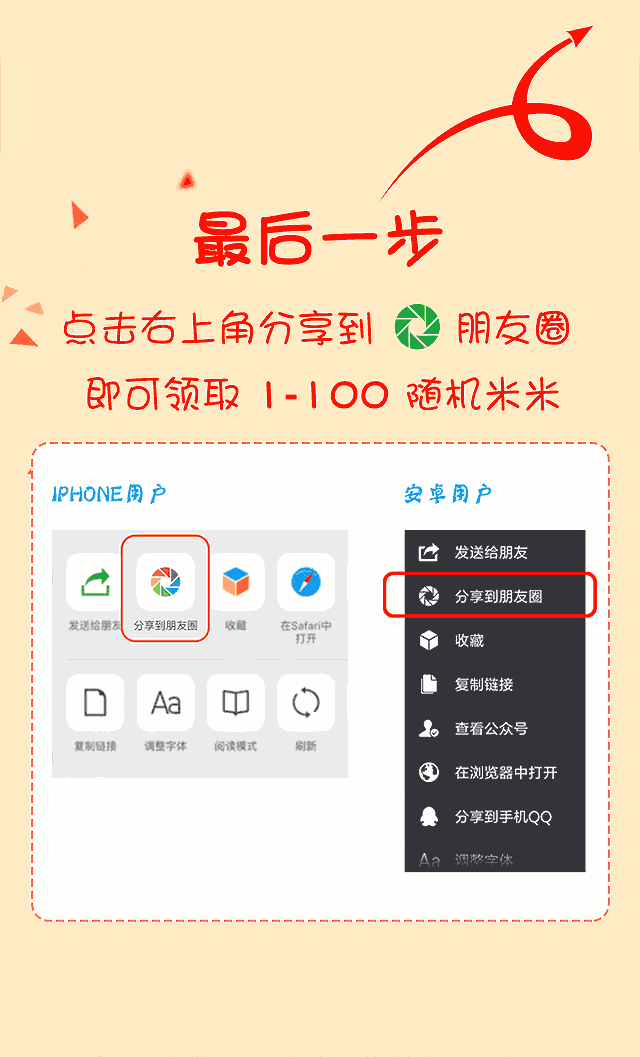 最后一步
点击右上角分享到 朋友圈
即可领取 1-100 随机米米
IPHONE用户
发送给朋友 分享到朋友圈 收藏 在Safari中
打开
复制链接 调整字体 阅读模式 刷新
安卓用户
发送给朋友
分享到朋友圈
收藏
复制链接
查看公众号
在浏览器中打开
分享到手机QQ
Aa 调整字体